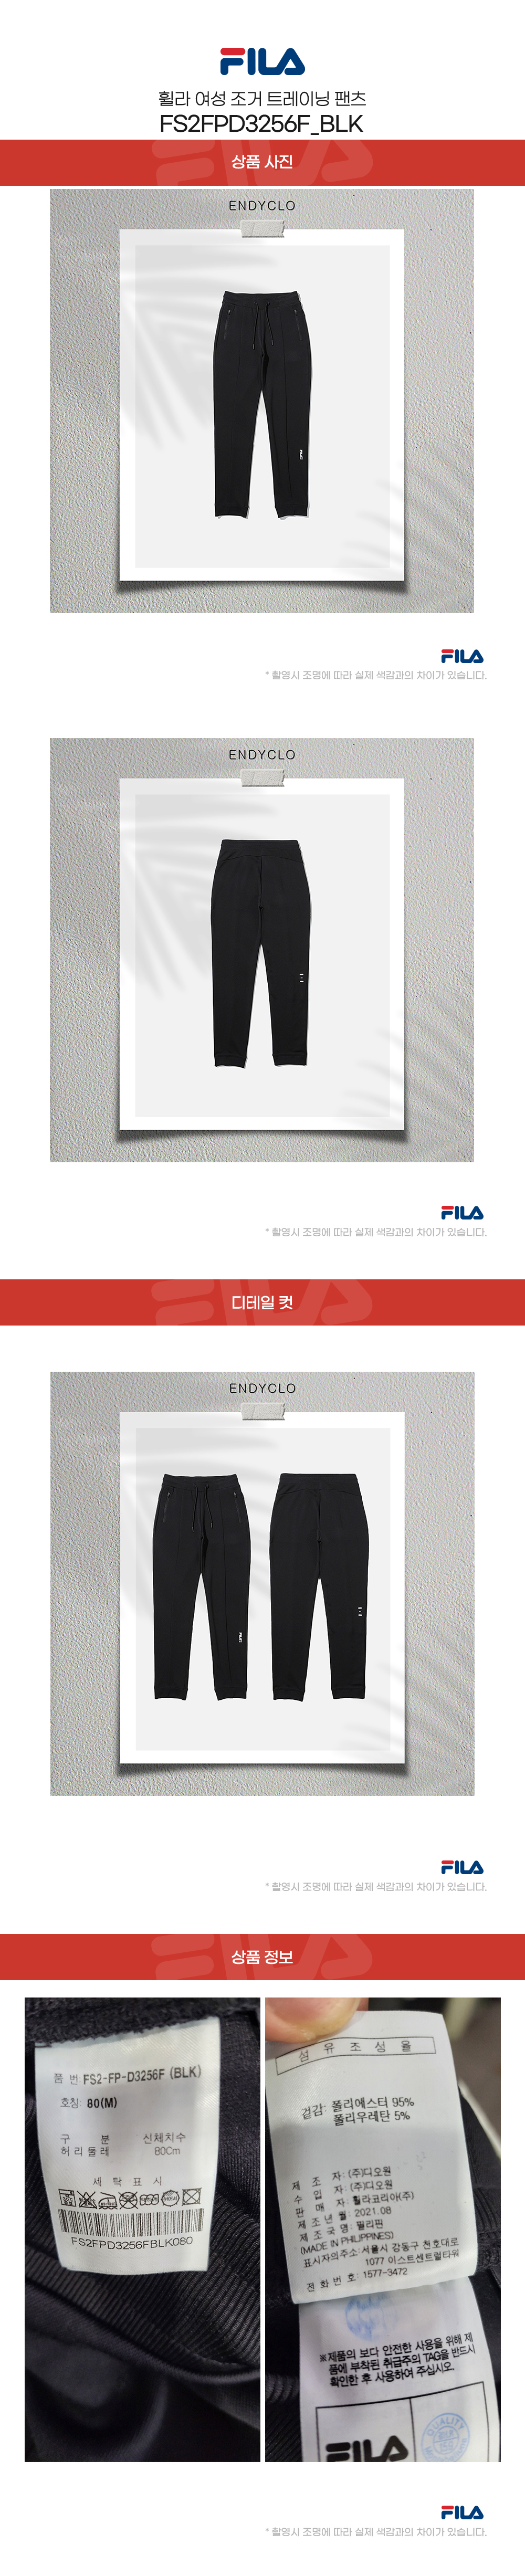 FILA
휠라 여성 조거 트레이닝 팬츠
FS2FPD3256F_BLK
상품 사진
ENDYCLO
FILA
* 촬영시 조명에 따라 실제 색감과의 차이가 있습니다.
ENDYCLO
FILA
* 촬영시 조명에 따라 실제 색감과의 차이가 있습니다.
디테일 컷
ENDYCLO
FILA
* 촬영시 조명에 따라 실제 색감과의 차이가 있습니다.
상품 정보
품 번: FS2-FP-D3256F (BLK)
호칭: 80(M)
구 분 신체치수
허리둘레 80Cm
세 탁 표 시
FS2FPD3256FBLK080
섬 유 조 성 율
겉감: 폴리에스터 95%
폴리우레탄 5%
제 조 자: (주)디오원
수 입 자: (주)디오원
판 매 자: 휠라코리아(주)
제 조 년 월: 2021.08
제 조 국 명: 필리핀
(MADE IN PHILIPPINES)
표시자의주소: 서울시 강동구 천호대로
1077 이스트센트럴타워
전 화 번 호: 1577-3472
※제품의 보다 안전한 사용을 위해 제
품에 부착된 취급주의 TAG을 반드시
확인한 후 사용하여 주십시오.
FILA
QUALITY
FILA
* 촬영시 조명에 따라 실제 색감과의 차이가 있습니다.